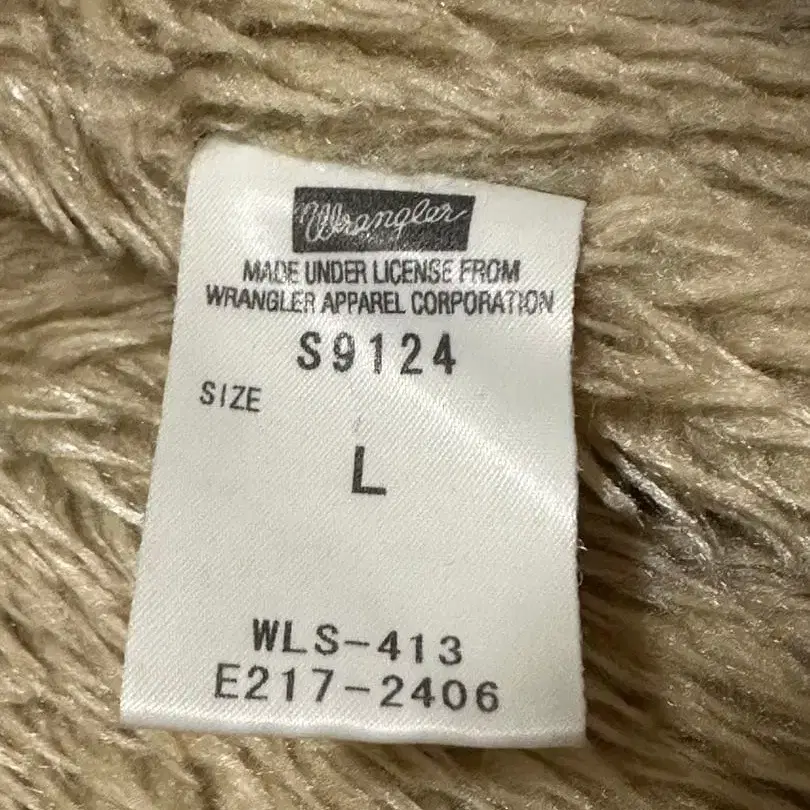 Wrangler
MADE UNDER LICENSE FROM
WRANGLER APPAREL CORPORATION
S9124
SIZE
L
WLS-413
E217-2406